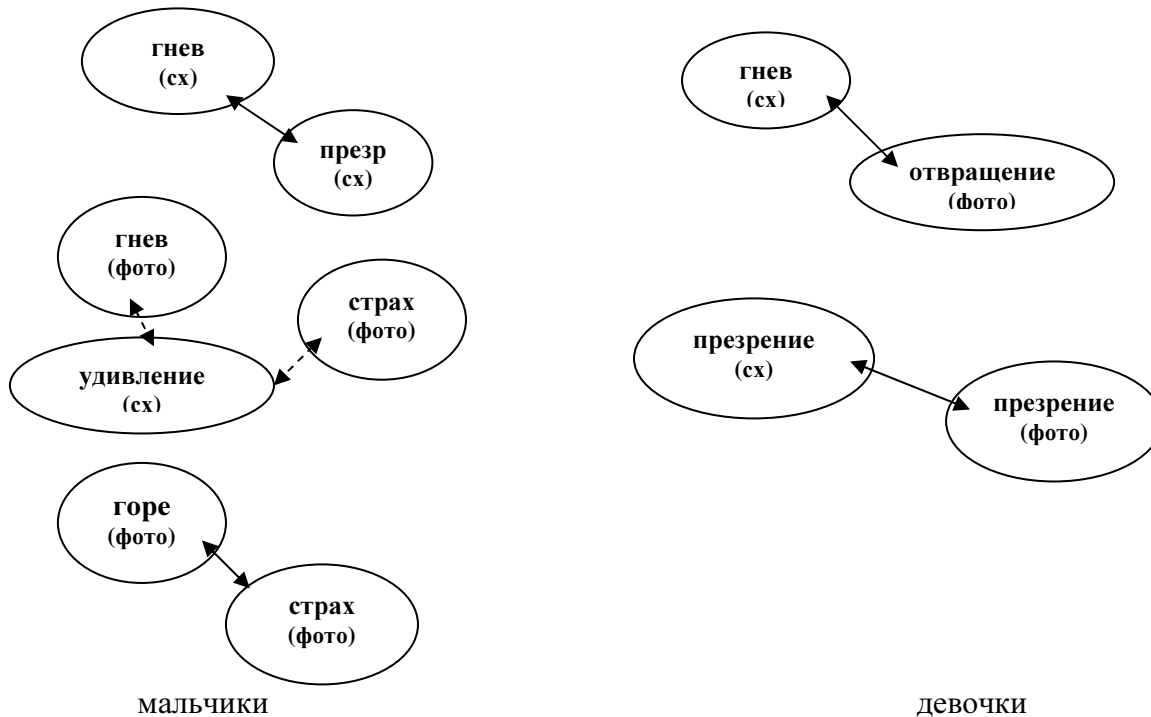 гнев
(сх)
презр
(сх)
гнев
(фото)
страх
(фото)
удивление
(сх)
горе
(фото)
страх
(фото)
мальчики
гнев
(сх)
отвращение
(фото)
презрение
(сх)
презрение
(фото)
девочки